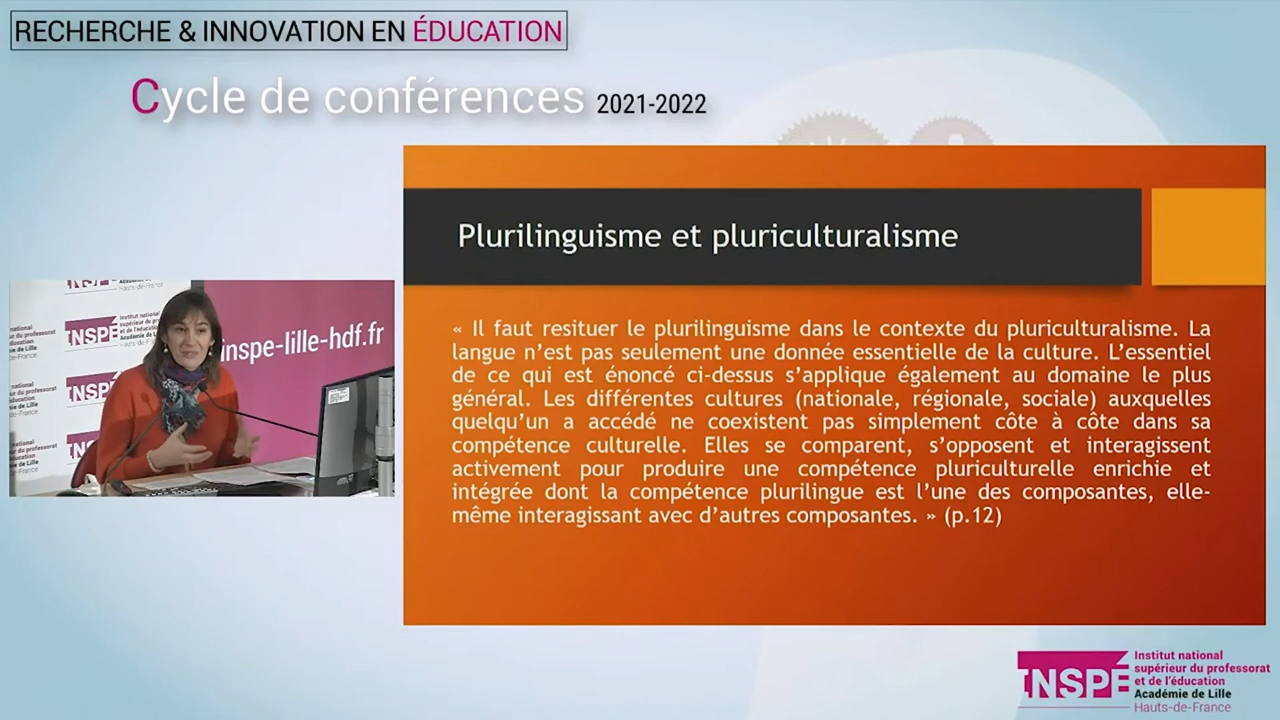 RECHERCHE & INNOVATION EN ÉDUCATION
Cycle de conférences 2021-2022
Plurilinguisme et pluriculturalisme
« Il faut resituer le plurilinguisme dans le contexte du pluriculturalisme. La
langue n’est pas seulement une donnée essentielle de la culture. L’essentiel
de ce qui est énoncé ci-dessus s’applique également au domaine le plus
général. Les différentes cultures (nationale, régionale, sociale) auxquelles
quelqu’un a accédé ne coexistent pas simplement côte à côte dans sa
compétence culturelle. Elles se comparent, s’opposent et interagissent
activement pour produire une compétence pluriculturelle enrichie et
intégrée dont la compétence plurilingue est l’une des composantes, elle-
même interagissant avec d’autres composantes. » (p.12)
inspe-lille-hdf.fr
INSPÉ
Institut national
supérieur du professorat
et de l’éducation
Académie de Lille
Hauts-de-France